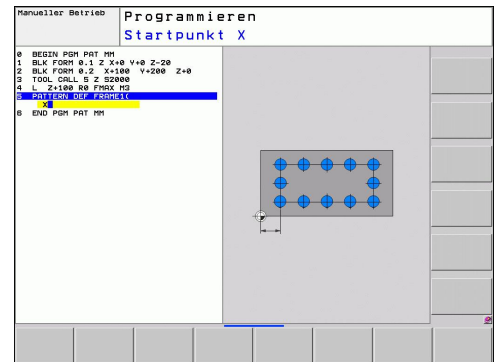 Manueller Betrieb
Programmieren
Startpunkt X
0 BEGIN PGM PAT MM
1 BLK FORM 0.1 Z X+0 Y+0 Z-20
2 BLK FORM 0.2 X+100 Y+200 Z+0
3 TOOL CALL 5 Z S2000
4 L Z+100 R0 FMAX M3
5 PATTERN DEF FRAME1(
X
6 END PGM PAT MM